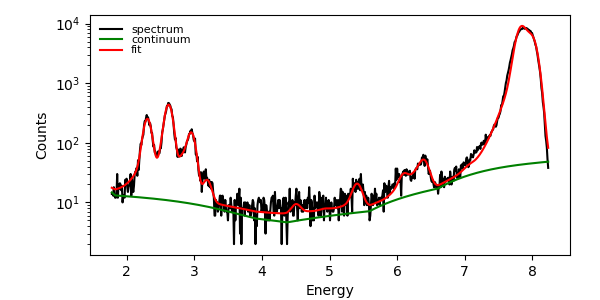 10⁴
10³
10²
10¹
Counts
spectrum
continuum
fit
2 3 4 5 6 7 8
Energy